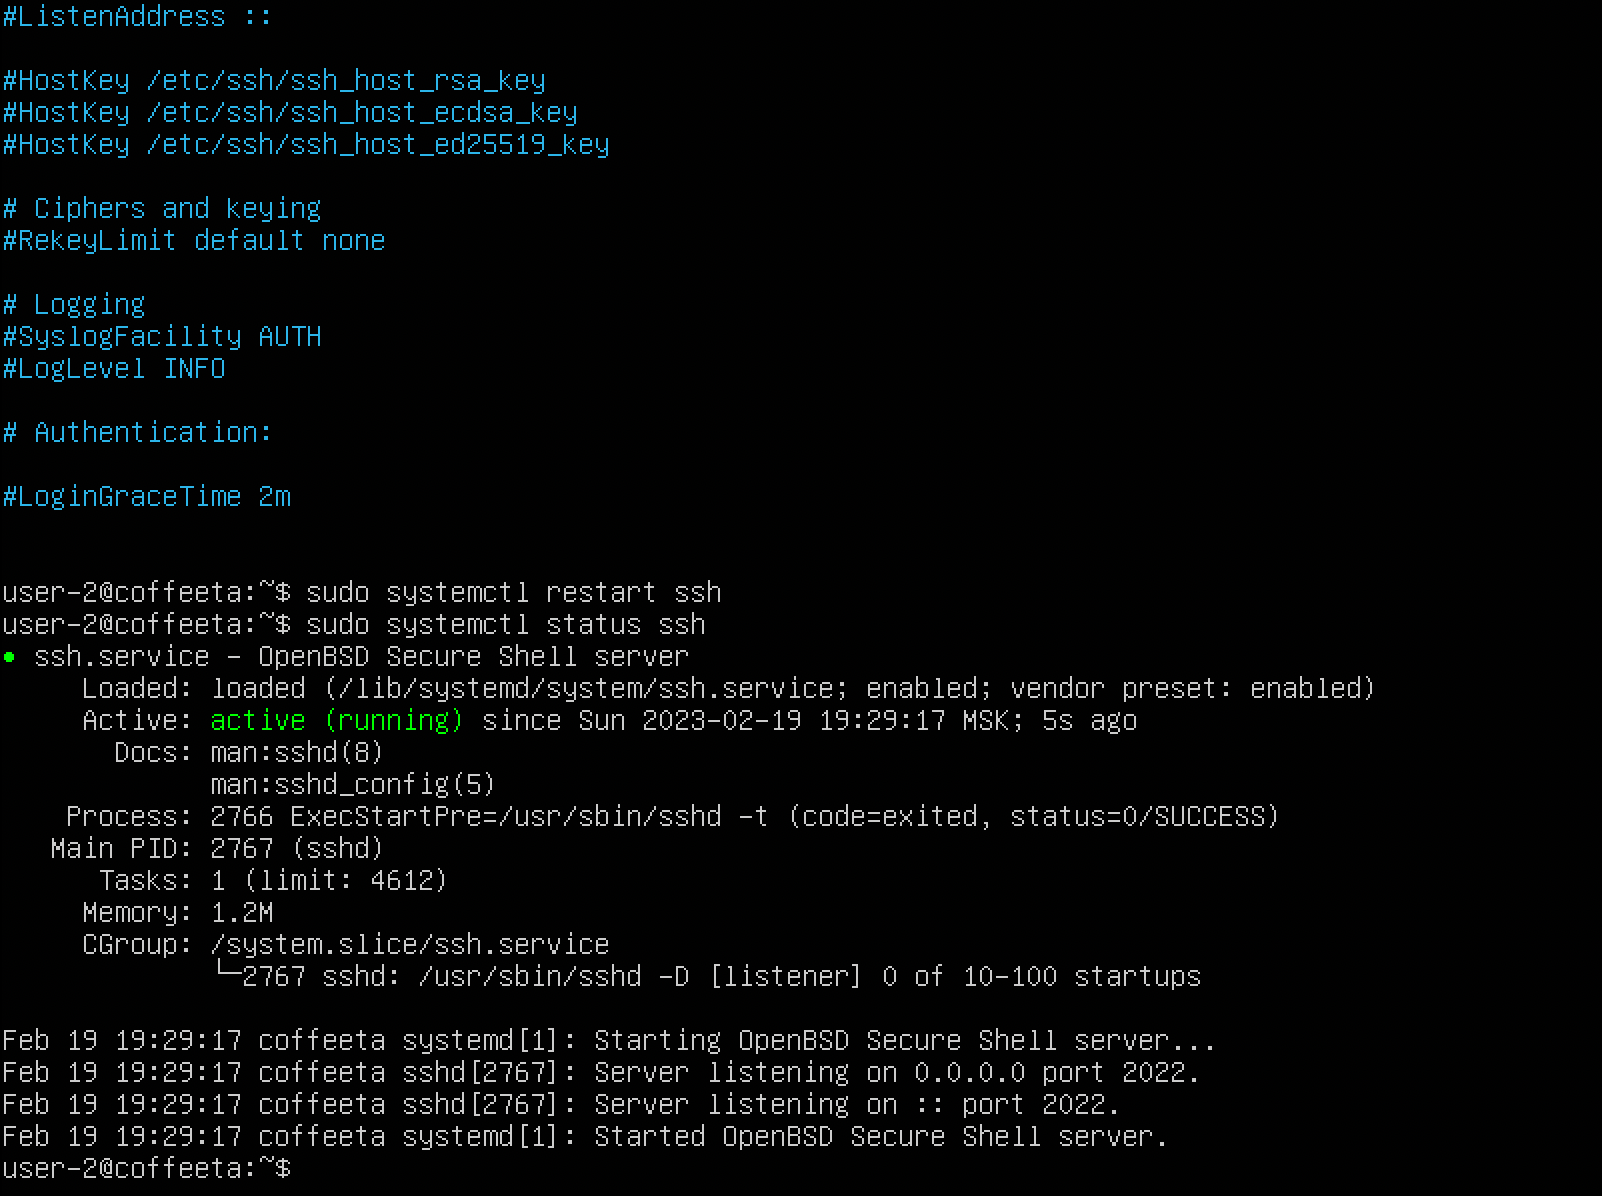 #ListenAddress ::
#HostKey /etc/ssh/ssh_host_rsa_key
#HostKey /etc/ssh/ssh_host_ecdsa_key
#HostKey /etc/ssh/ssh_host_ed25519_key
# Ciphers and keying
#RekeyLimit default none
# Logging
#SyslogFacility AUTH
#LogLevel INFO
# Authentication:
#LoginGraceTime 2m
user-2@coffeeta:~$ sudo systemctl restart ssh
user-2@coffeeta:~$ sudo systemctl status ssh
● ssh.service - OpenBSD Secure Shell server
     Loaded: loaded (/lib/systemd/system/ssh.service; enabled; vendor preset: enabled)
     Active: active (running) since Sun 2023-02-19 19:29:17 MSK; 5s ago
       Docs: man:sshd(8)
             man:sshd_config(5)
    Process: 2766 ExecStartPre=/usr/sbin/sshd -t (code=exited, status=0/SUCCESS)
   Main PID: 2767 (sshd)
      Tasks: 1 (limit: 4612)
     Memory: 1.2M
     CGroup: /system.slice/ssh.service
             └─2767 sshd: /usr/sbin/sshd -D [listener] 0 of 10-100 startups
Feb 19 19:29:17 coffeeta systemd[1]: Starting OpenBSD Secure Shell server...
Feb 19 19:29:17 coffeeta sshd[2767]: Server listening on 0.0.0.0 port 2022.
Feb 19 19:29:17 coffeeta sshd[2767]: Server listening on :: port 2022.
Feb 19 19:29:17 coffeeta systemd[1]: Started OpenBSD Secure Shell server.
user-2@coffeeta:~$